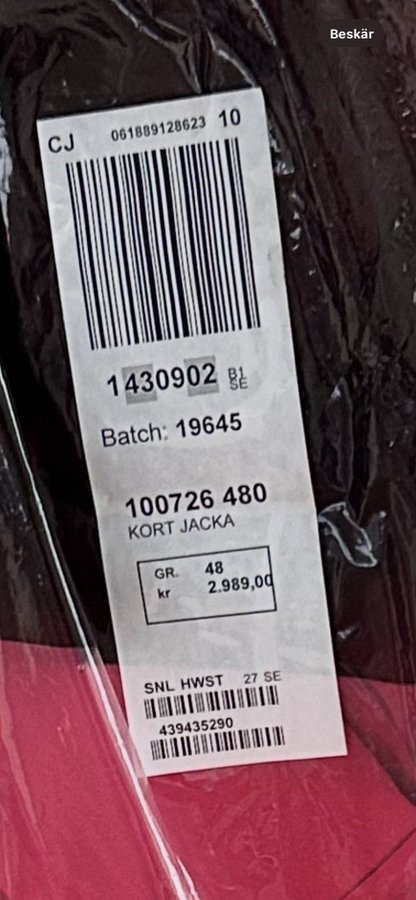 Beskär
CJ 061889128623 10
1430902 B1 SE
Batch: 19645
100726 480
KORT JACKA
GR. 48
kr 2.989,00
SNL HWST 27 SE
439435290